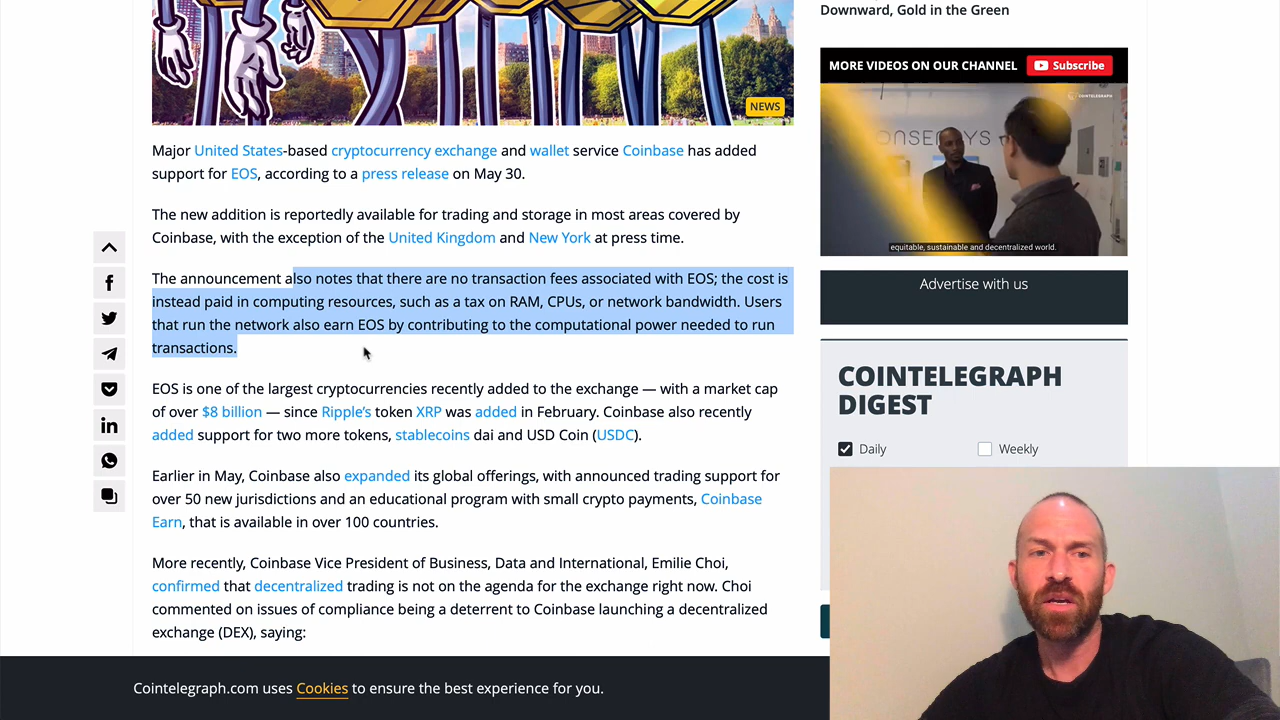 Downward, Gold in the Green
MORE VIDEOS ON OUR CHANNEL Subscribe
COINTELEGRAPH
ONSENSYS
equitable, sustainable and decentralized world.
NEWS
Major United States-based cryptocurrency exchange and wallet service Coinbase has added
support for EOS, according to a press release on May 30.
The new addition is reportedly available for trading and storage in most areas covered by
Coinbase, with the exception of the United Kingdom and New York at press time.
The announcement also notes that there are no transaction fees associated with EOS; the cost is
instead paid in computing resources, such as a tax on RAM, CPUs, or network bandwidth. Users
that run the network also earn EOS by contributing to the computational power needed to run
transactions.
EOS is one of the largest cryptocurrencies recently added to the exchange — with a market cap
of over $8 billion — since Ripple's token XRP was added in February. Coinbase also recently
added support for two more tokens, stablecoins dai and USD Coin (USDC).
Earlier in May, Coinbase also expanded its global offerings, with announced trading support for
over 50 new jurisdictions and an educational program with small crypto payments, Coinbase
Earn, that is available in over 100 countries.
More recently, Coinbase Vice President of Business, Data and International, Emilie Choi,
confirmed that decentralized trading is not on the agenda for the exchange right now. Choi
commented on issues of compliance being a deterrent to Coinbase launching a decentralized
exchange (DEX), saying:
Advertise with us
COINTELEGRAPH
DIGEST
Daily
Weekly
Cointelegraph.com uses Cookies to ensure the best experience for you.